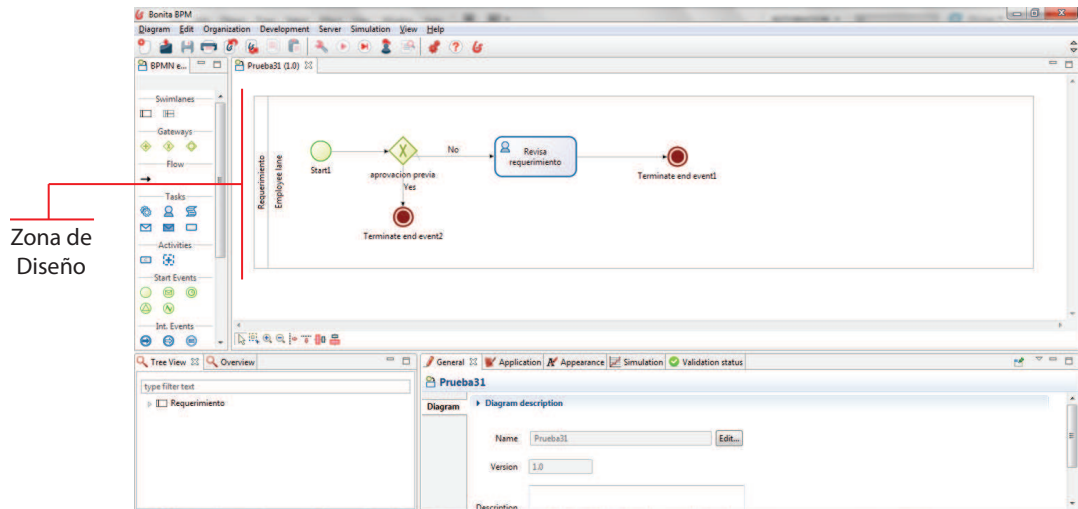 Bonita BPM
Diagram Edit Organization Development Server Simulation View Help
BPMN e...
Prueba31 (1.0)
Swimlanes
Gateways
Flow
Tasks
Activities
Start Events
Int. Events
Requerimiento
Employee lane
Start1
aprovacion previa
No
Yes
Revisa
requerimiento
Terminate end event1
Terminate end event2
Zona de
Diseño
Tree View Overview
type filter text
Requerimiento
General Application Appearance Simulation Validation status
Prueba31
Diagram
Diagram description
Name Prueba31 Edit...
Version 1.0
Description